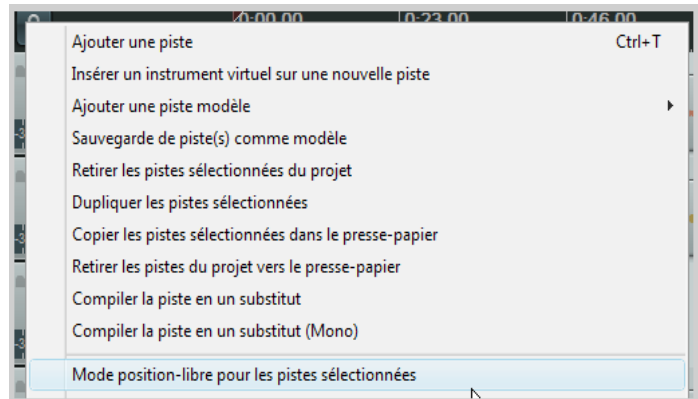 0:00.00 0:23.00 0:46.00
Ajouter une piste Ctrl+T
Insérer un instrument virtuel sur une nouvelle piste
Ajouter une piste modèle
Sauvegarde de piste(s) comme modèle
Retirer les pistes sélectionnées du projet
Dupliquer les pistes sélectionnées
Copier les pistes sélectionnées dans le presse-papier
Retirer les pistes du projet vers le presse-papier
Compiler la piste en un substitut
Compiler la piste en un substitut (Mono)
Mode position-libre pour les pistes sélectionnées